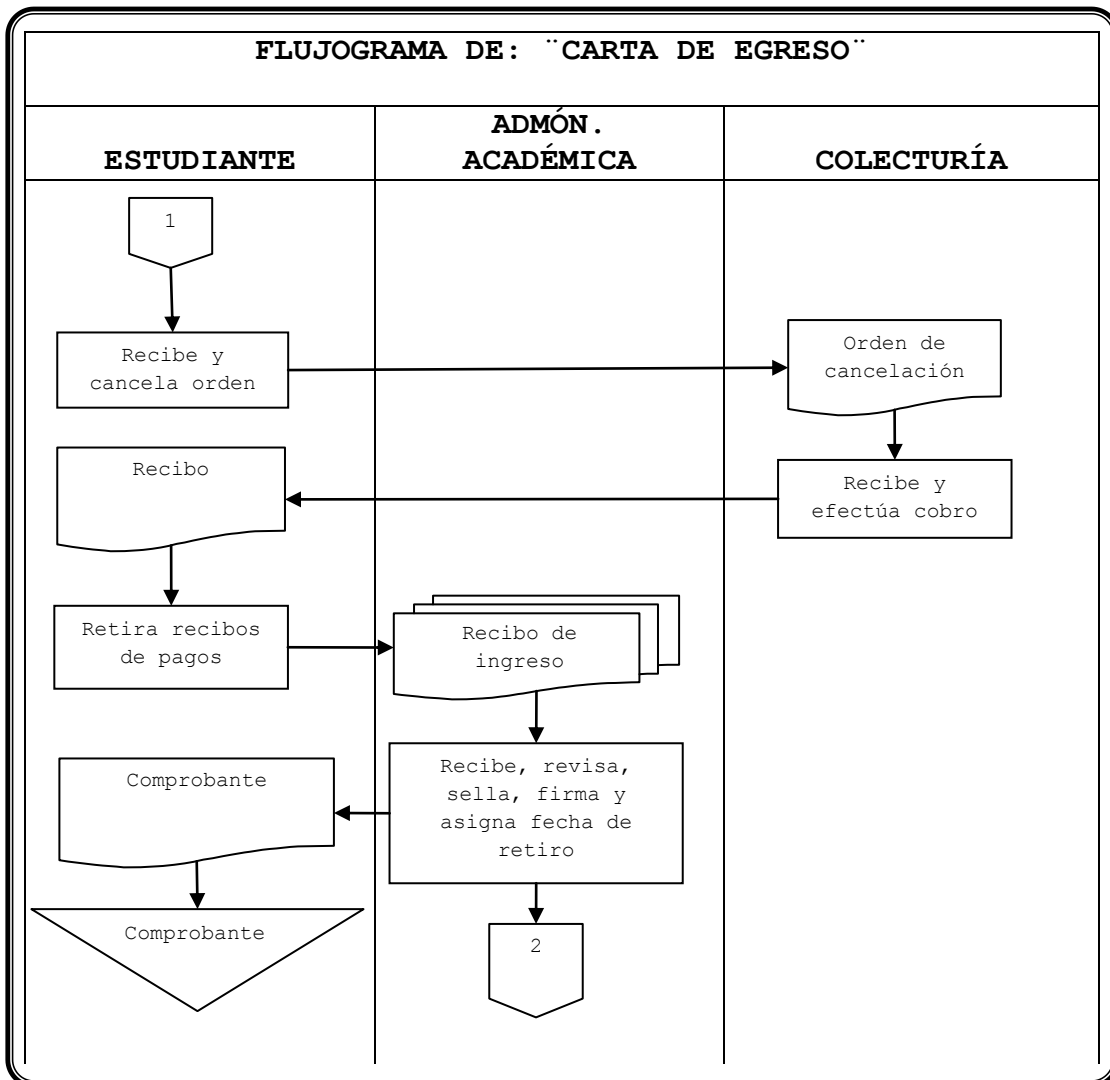 FLUJOGRAMA DE: ¨CARTA DE EGRESO¨
ESTUDIANTE
ADMÓN.
ACADÉMICA
COLECTURÍA
1
Recibe y
cancela orden
Orden de
cancelación
Recibo
Recibe y
efectúa cobro
Retira recibos
de pagos
Recibo de
ingreso
Comprobante
Recibe, revisa,
sella, firma y
asigna fecha de
retiro
Comprobante
2